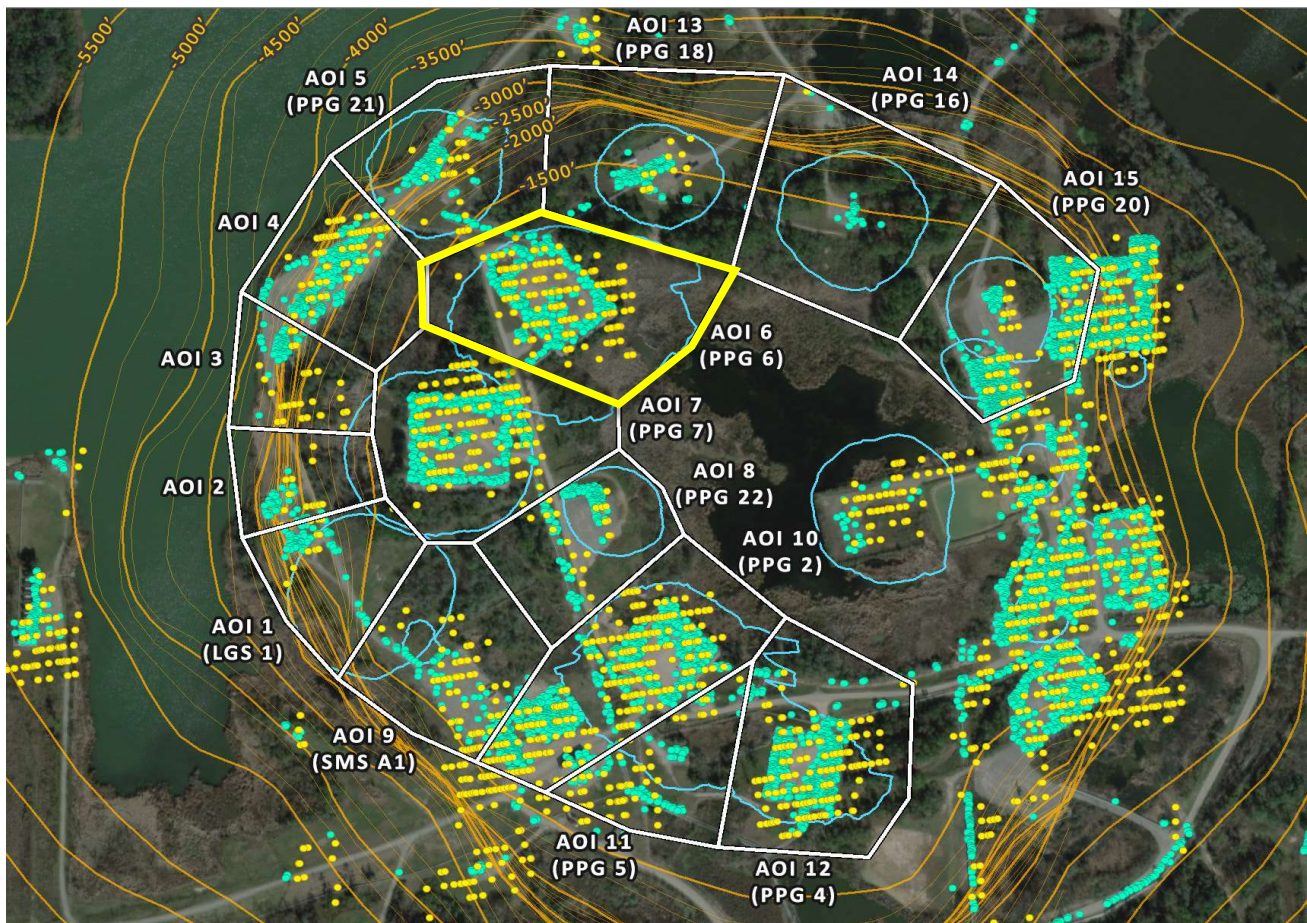 -5500'
-5000'
-4500'
-4000'
-3500'
-3000'
-2500'
-2000'
-1500'
AOI 13
(PPG 18)
AOI 14
(PPG 16)
AOI 5
(PPG 21)
AOI 15
(PPG 20)
AOI 4
AOI 3
AOI 6
(PPG 6)
AOI 7
(PPG 7)
AOI 2
AOI 8
(PPG 22)
AOI 10
(PPG 2)
AOI 1
(LGS 1)
AOI 9
(SMS A1)
AOI 11
(PPG 5)
AOI 12
(PPG 4)